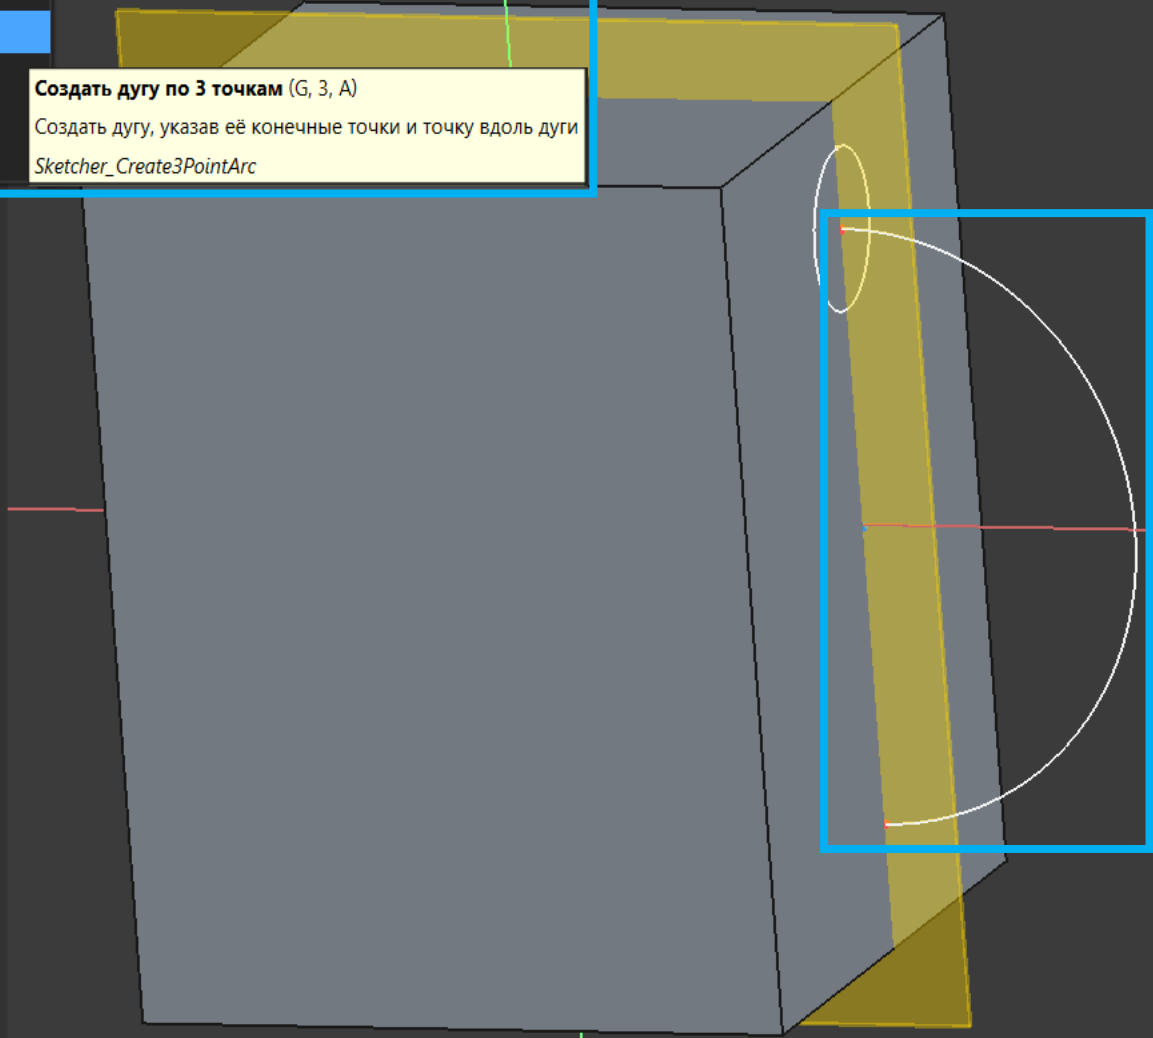 Создать дугу по 3 точкам (G, 3, A)
Создать дугу, указав её конечные точки и точку вдоль дуги
Sketcher_Create3PointArc